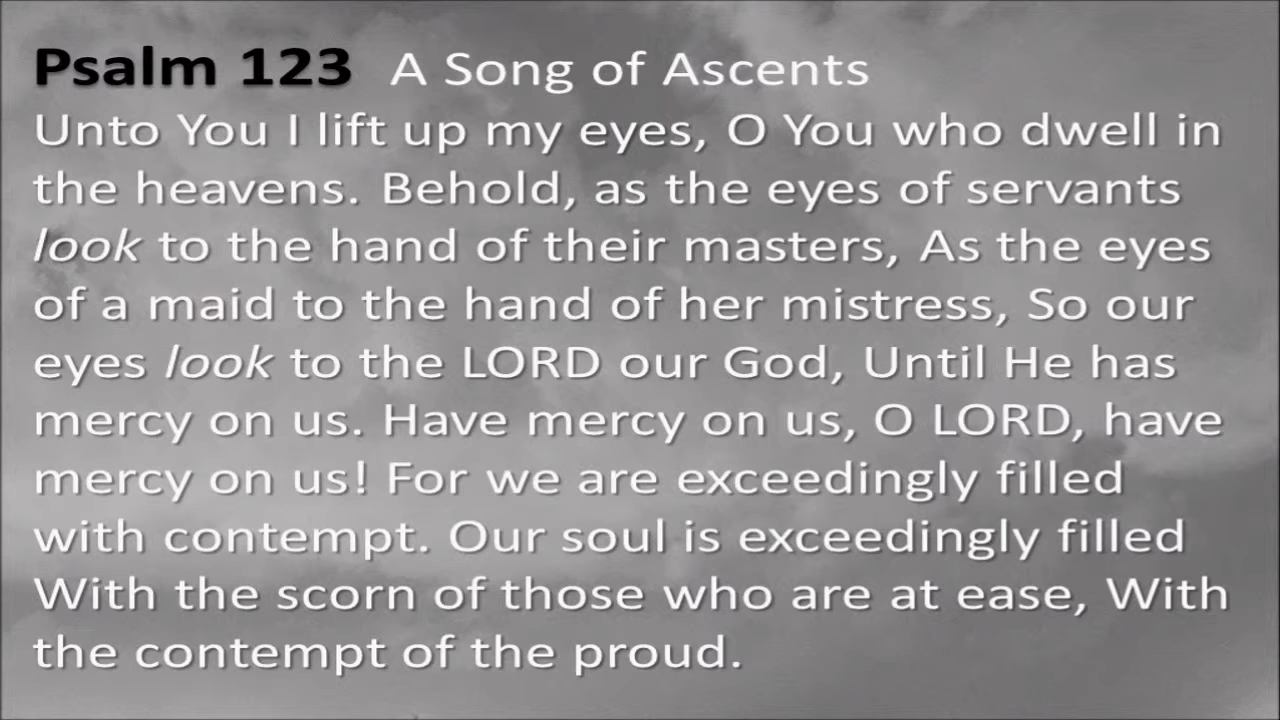 Psalm 123 A Song of Ascents
Unto You I lift up my eyes, O You who dwell in
the heavens. Behold, as the eyes of servants
look to the hand of their masters, As the eyes
of a maid to the hand of her mistress, So our
eyes look to the LORD our God, Until He has
mercy on us. Have mercy on us, O LORD, have
mercy on us! For we are exceedingly filled
with contempt. Our soul is exceedingly filled
With the scorn of those who are at ease, With
the contempt of the proud.